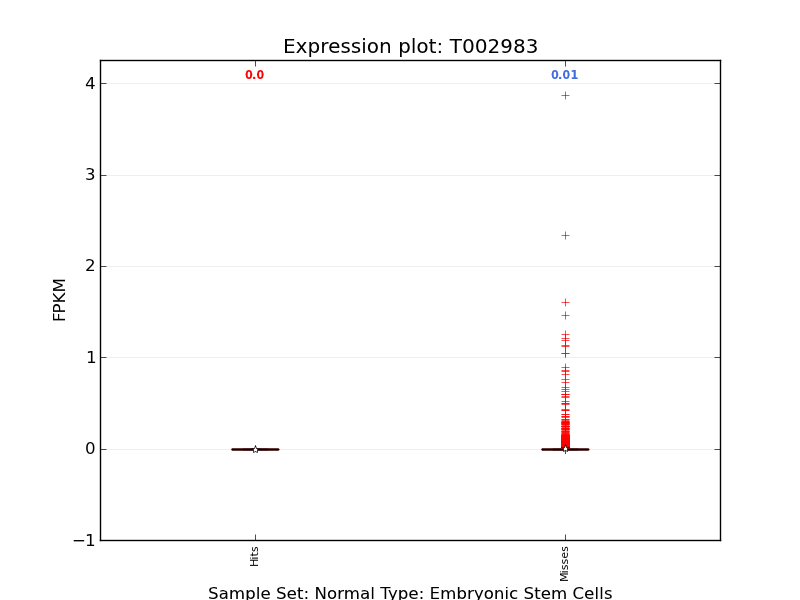 Expression plot: T002983
0.0
0.01
4
3
2
1
0
−1
FPKM
Hits
Misses
Sample Set: Normal Type: Embryonic Stem Cells